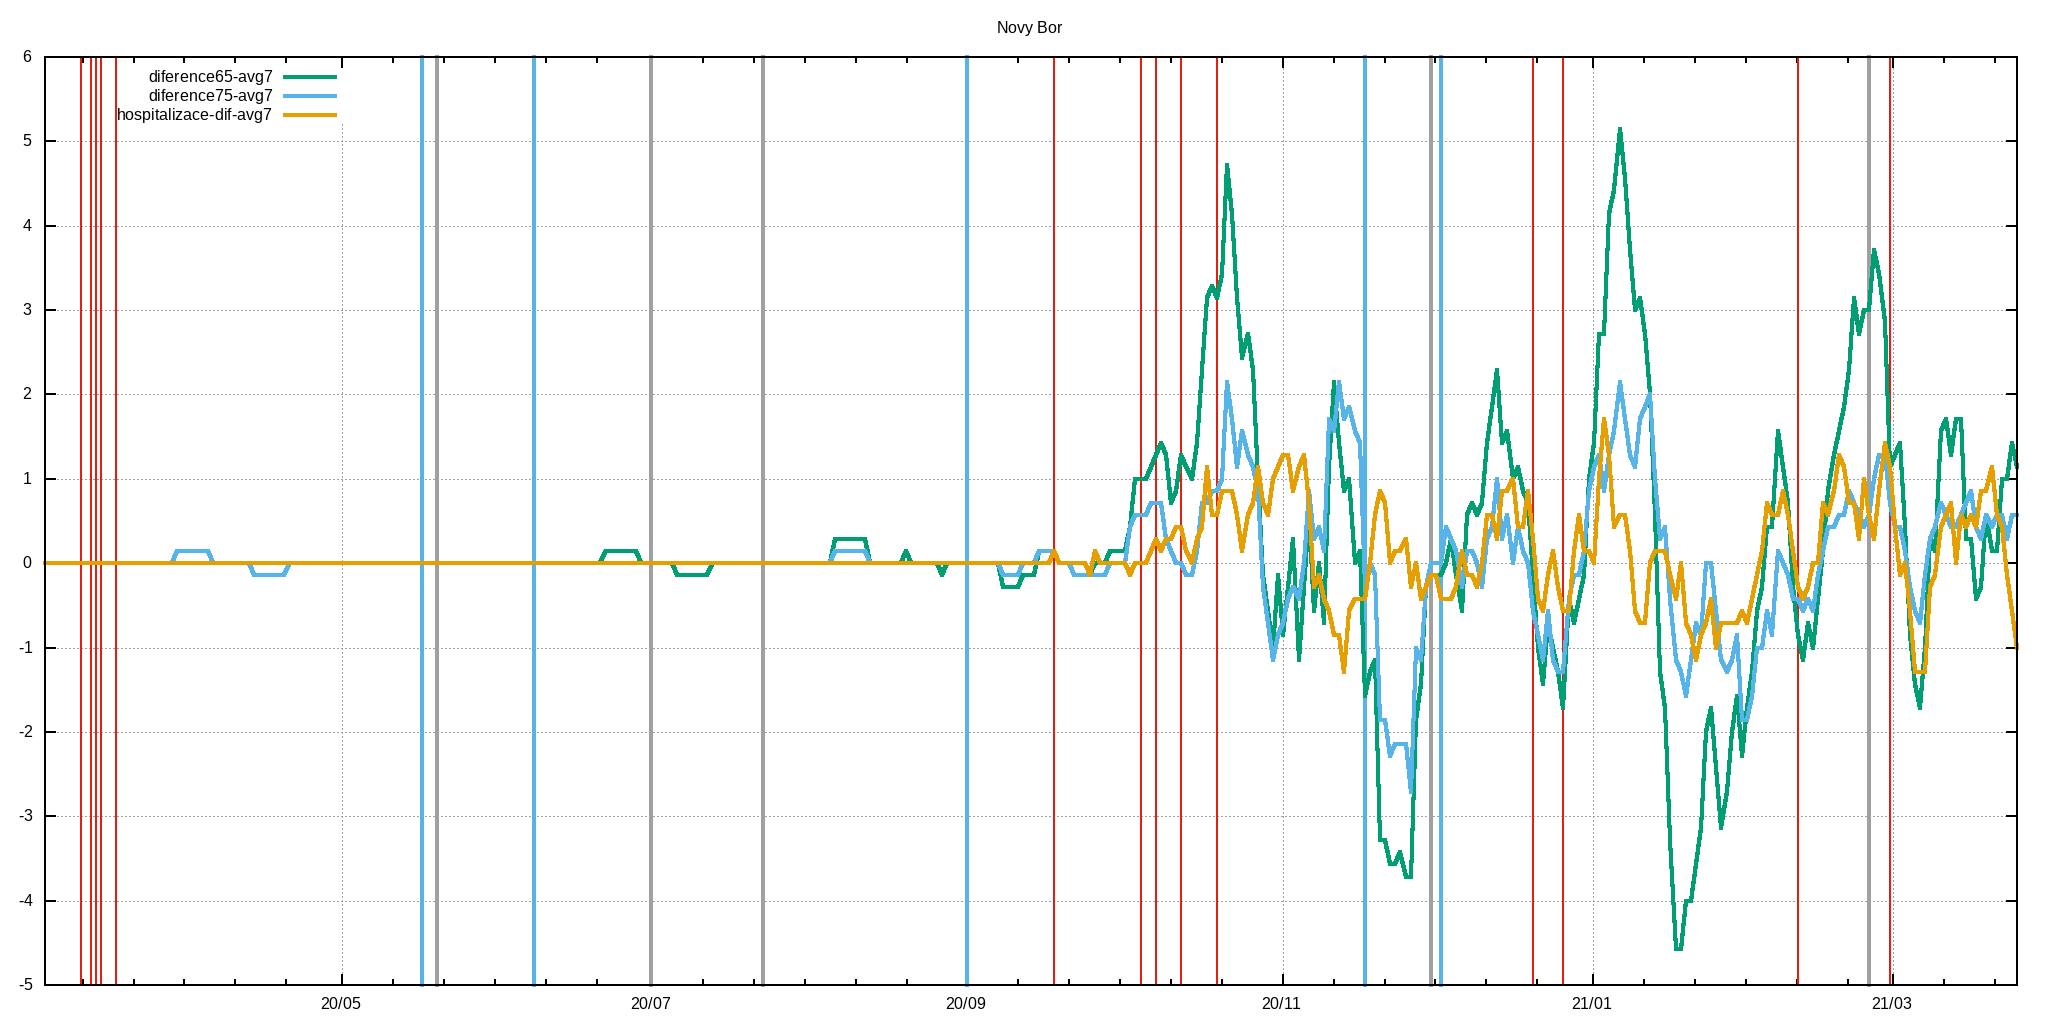 Novy Bor
6
diference65-avg7
diference75-avg7
hospitalizace-dif-avg7
5
4
3
2
1
0
-1
-2
-3
-4
-5
20/05 20/07 20/09 20/11 21/01 21/03